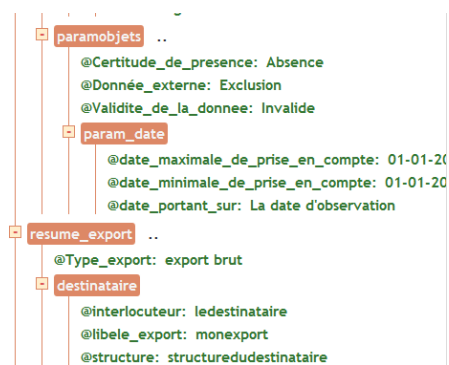 paramobjets ..
@Certitude_de_presence: Absence
@Donnée_externe: Exclusion
@Validite_de_la_donnee: Invalide
param_date
@date_maximale_de_prise_en_compte: 01-01-20
@date_minimale_de_prise_en_compte: 01-01-20
@date_portant_sur: La date d'observation
resume_export ..
@Type_export: export brut
destinataire
@interlocuteur: ledestinataire
@libele_export: monexport
@structure: structuredudestinataire